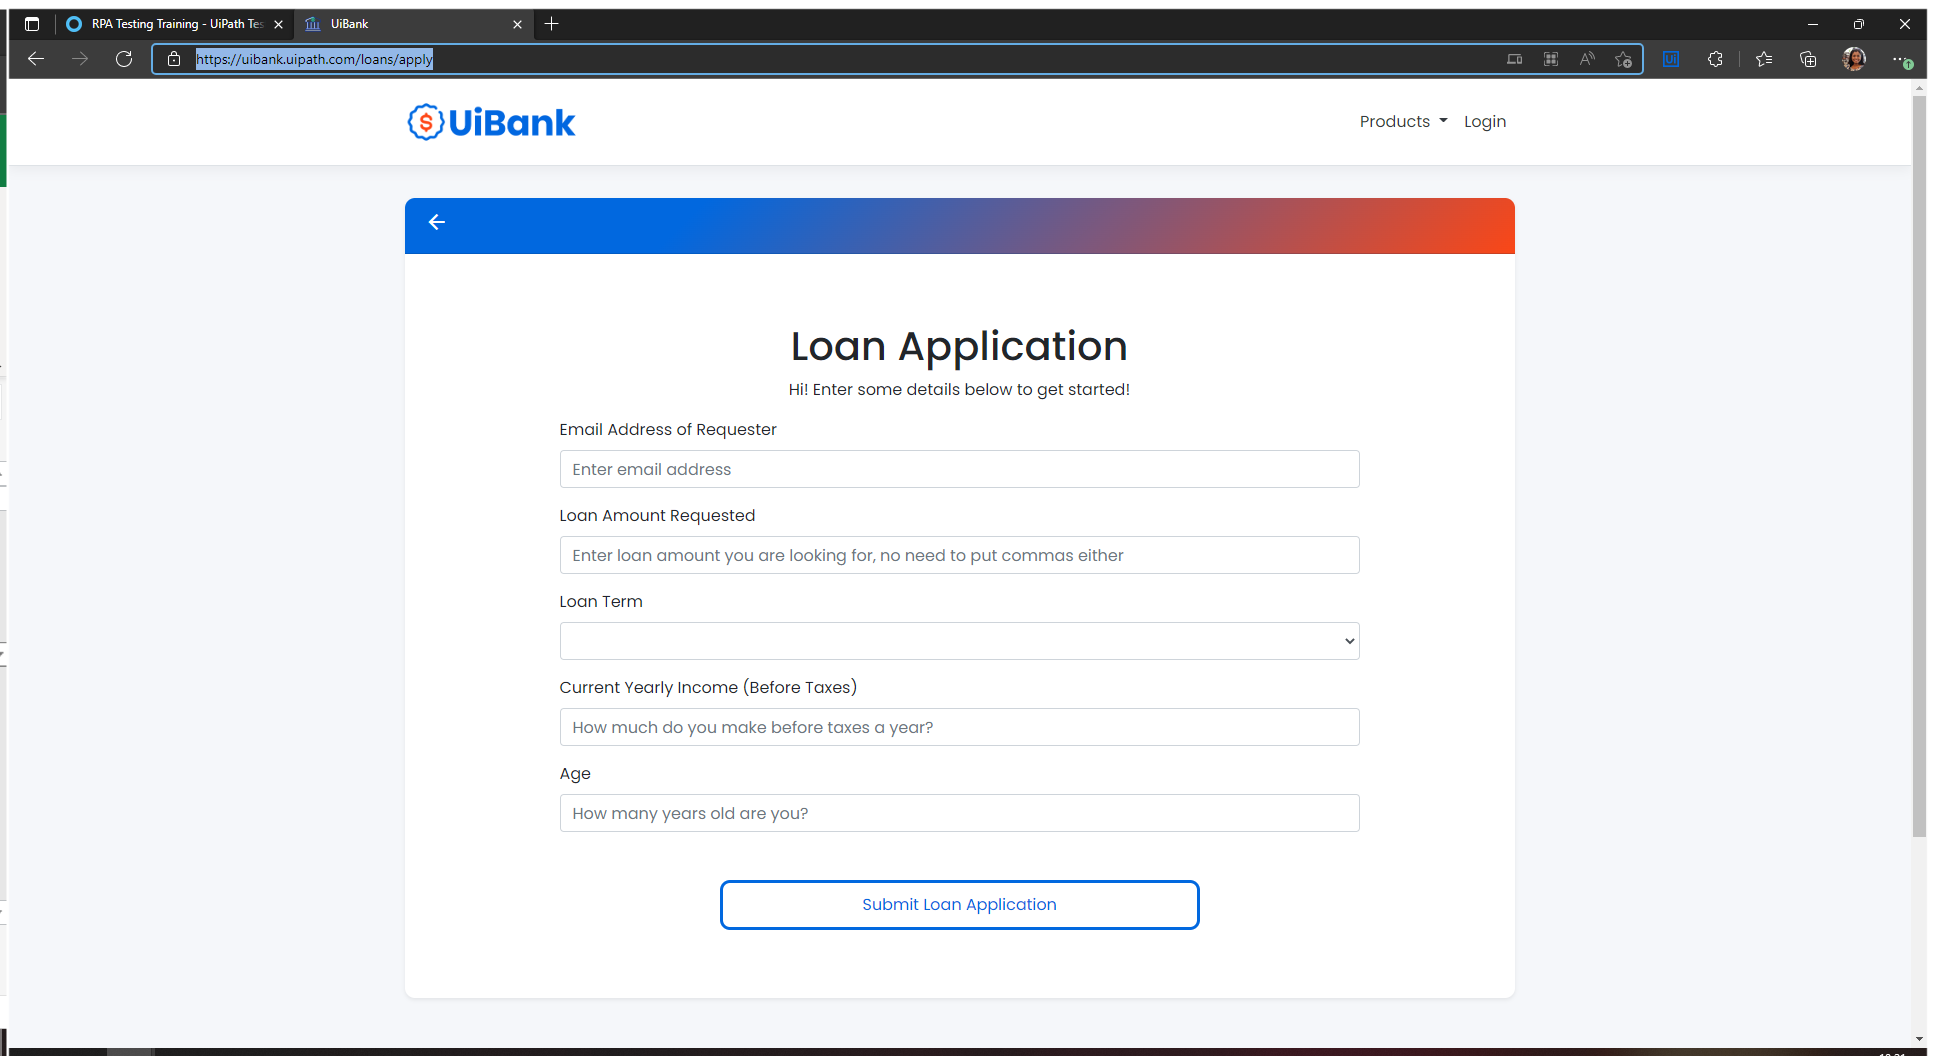 RPA Testing Training - UiPath Tes
UiBank
https://uibank.uipath.com/loans/apply
UiBank
Products
Login
Loan Application
Hi! Enter some details below to get started!
Email Address of Requester
Enter email address
Loan Amount Requested
Enter loan amount you are looking for, no need to put commas either
Loan Term
Current Yearly Income (Before Taxes)
How much do you make before taxes a year?
Age
How many years old are you?
Submit Loan Application